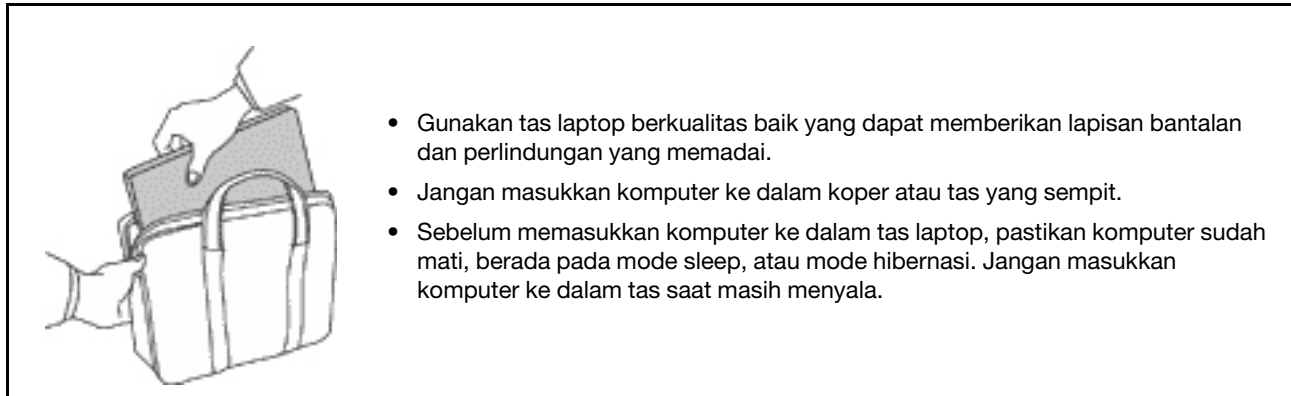 • Gunakan tas laptop berkualitas baik yang dapat memberikan lapisan bantalan
dan perlindungan yang memadai.
• Jangan masukkan komputer ke dalam koper atau tas yang sempit.
• Sebelum memasukkan komputer ke dalam tas laptop, pastikan komputer sudah
mati, berada pada mode sleep, atau mode hibernasi. Jangan masukkan
komputer ke dalam tas saat masih menyala.